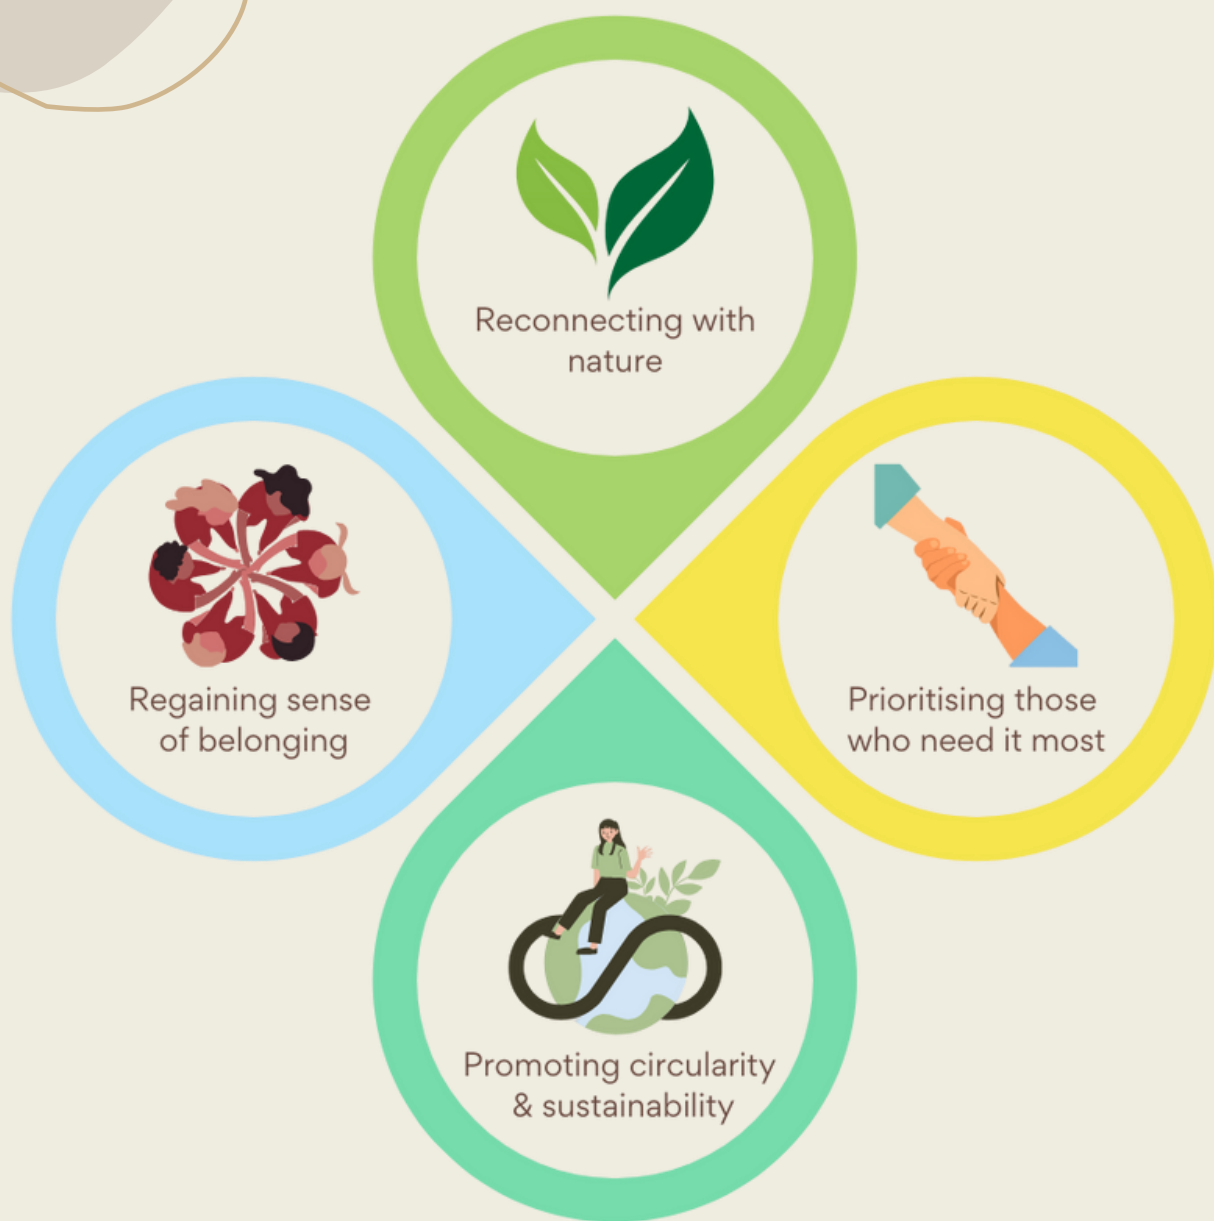 Reconnecting with
nature
Regaining sense
of belonging
Prioritising those
who need it most
Promoting circularity
& sustainability